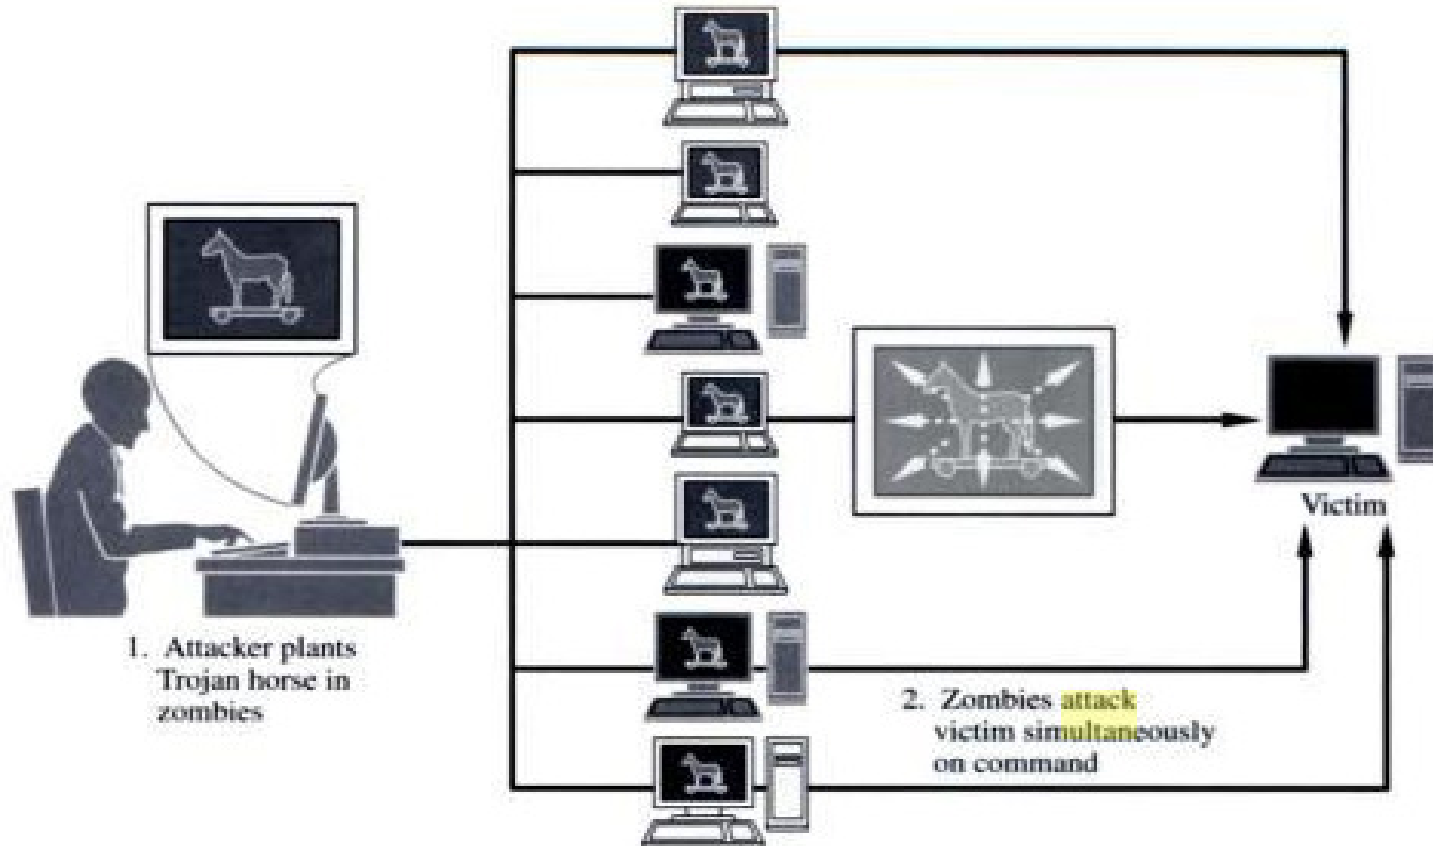 Victim
1. Attacker plants
Trojan horse in
zombies
2. Zombies attack
victim simultaneously
on command